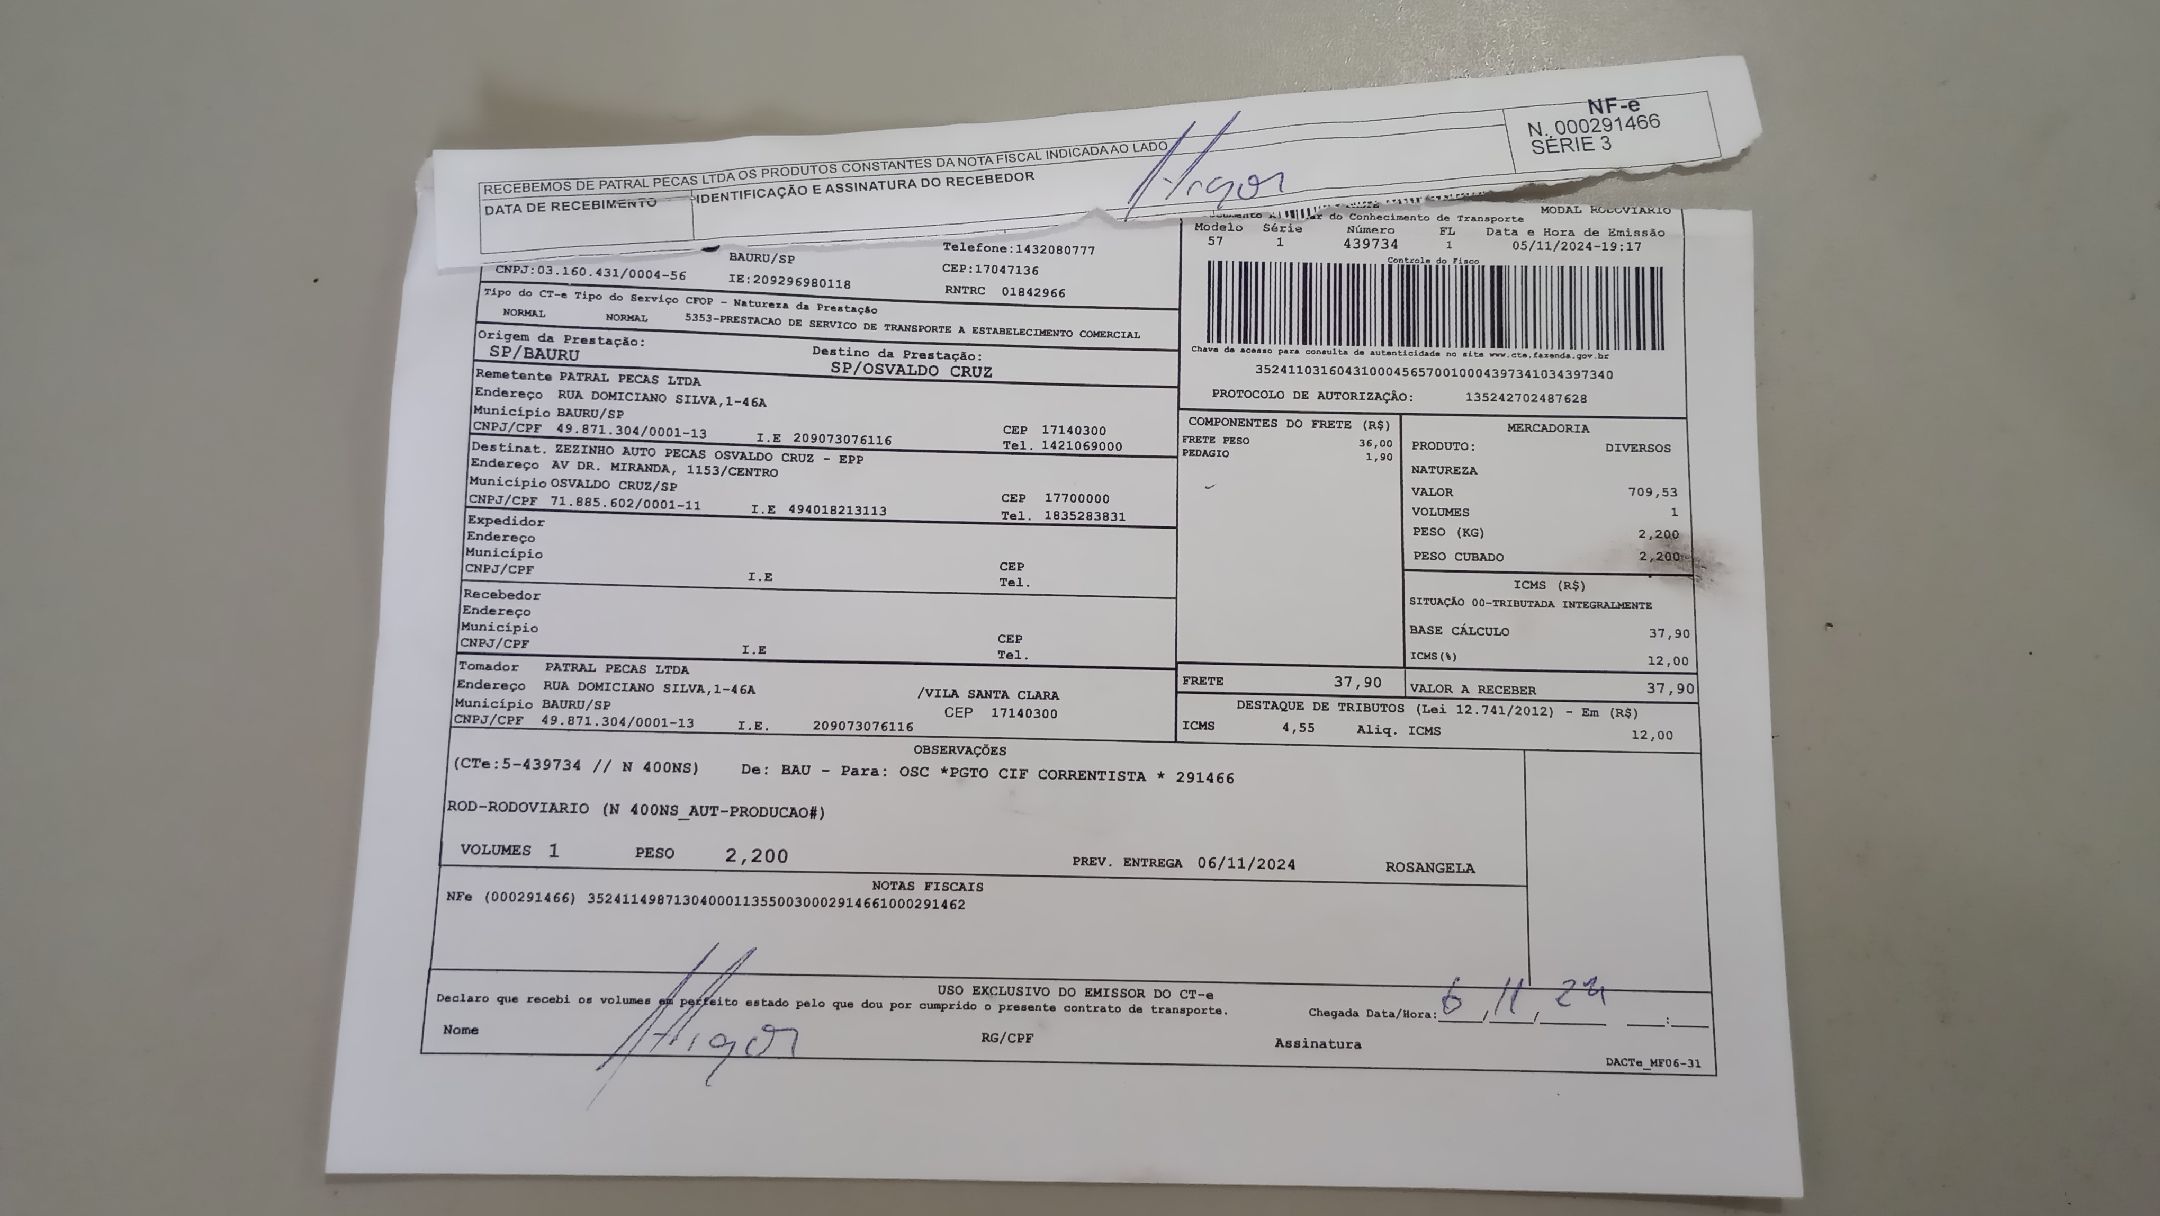 NF-e
N. 000291466
SÉRIE 3
RECEBEMOS DE PATRAL PECAS LTDA OS PRODUTOS CONSTANTES DA NOTA FISCAL INDICADA AO LADO
DATA DE RECEBIMENTO IDENTIFICAÇÃO E ASSINATURA DO RECEBEDOR
Higor
do Conhecimento de Transporte MODAL RODOVIARIO
Modelo Série Número FL Data e Hora de Emissão
57 1 439734 1 05/11/2024-19:17
Controle do Fisco
BAURU/SP Telefone:1432080777
CNPJ:03.160.431/0004-56 IE:209296980118 CEP:17047136
RNTRC 01842966
Tipo do CT-e Tipo do Serviço CFOP - Natureza da Prestação
NORMAL NORMAL 5353-PRESTACAO DE SERVICO DE TRANSPORTE A ESTABELECIMENTO COMERCIAL
Origem da Prestação: Destino da Prestação:
SP/BAURU SP/OSVALDO CRUZ
Chave de acesso para consulta de autenticidade no site www.cte.fazenda.gov.br
35241103160431000456570010004397341034397340
PROTOCOLO DE AUTORIZAÇÃO: 135242702487628
Remetente PATRAL PECAS LTDA
Endereço RUA DOMICIANO SILVA,1-46A
Município BAURU/SP CEP 17140300
CNPJ/CPF 49.871.304/0001-13 I.E 209073076116 Tel. 1421069000
Destinat. ZEZINHO AUTO PECAS OSVALDO CRUZ - EPP
Endereço AV DR. MIRANDA, 1153/CENTRO
Município OSVALDO CRUZ/SP CEP 17700000
CNPJ/CPF 71.885.602/0001-11 I.E 494018213113 Tel. 1835283831
Expedidor
Endereço
Município CEP
CNPJ/CPF I.E Tel.
Recebedor
Endereço
Município CEP
CNPJ/CPF I.E Tel.
Tomador PATRAL PECAS LTDA
Endereço RUA DOMICIANO SILVA,1-46A /VILA SANTA CLARA
Município BAURU/SP CEP 17140300
CNPJ/CPF 49.871.304/0001-13 I.E. 209073076116
COMPONENTES DO FRETE (R$)
FRETE PESO 36,00
PEDAGIO 1,90
MERCADORIA
PRODUTO: DIVERSOS
NATUREZA
VALOR 709,53
VOLUMES 1
PESO (KG) 2,200
PESO CUBADO 2,200
ICMS (R$)
SITUAÇÃO 00-TRIBUTADA INTEGRALMENTE
BASE CÁLCULO 37,90
ICMS(%) 12,00
FRETE 37,90 VALOR A RECEBER 37,90
DESTAQUE DE TRIBUTOS (Lei 12.741/2012) - Em (R$)
ICMS 4,55 Aliq. ICMS 12,00
OBSERVAÇÕES
(CTe:5-439734 // N 400NS) De: BAU - Para: OSC *PGTO CIF CORRENTISTA * 291466
ROD-RODOVIARIO (N 400NS_AUT-PRODUCAO#)
VOLUMES 1 PESO 2,200 PREV. ENTREGA 06/11/2024 ROSANGELA
NOTAS FISCAIS
NFe (000291466) 35241149871304000113550030002914661000291462
USO EXCLUSIVO DO EMISSOR DO CT-e
Declaro que recebi os volumes em perfeito estado pelo que dou por cumprido o presente contrato de transporte.
Chegada Data/Hora: 6 / 11 / 24 :
Nome Higor RG/CPF Assinatura
DACTe_MF06-31